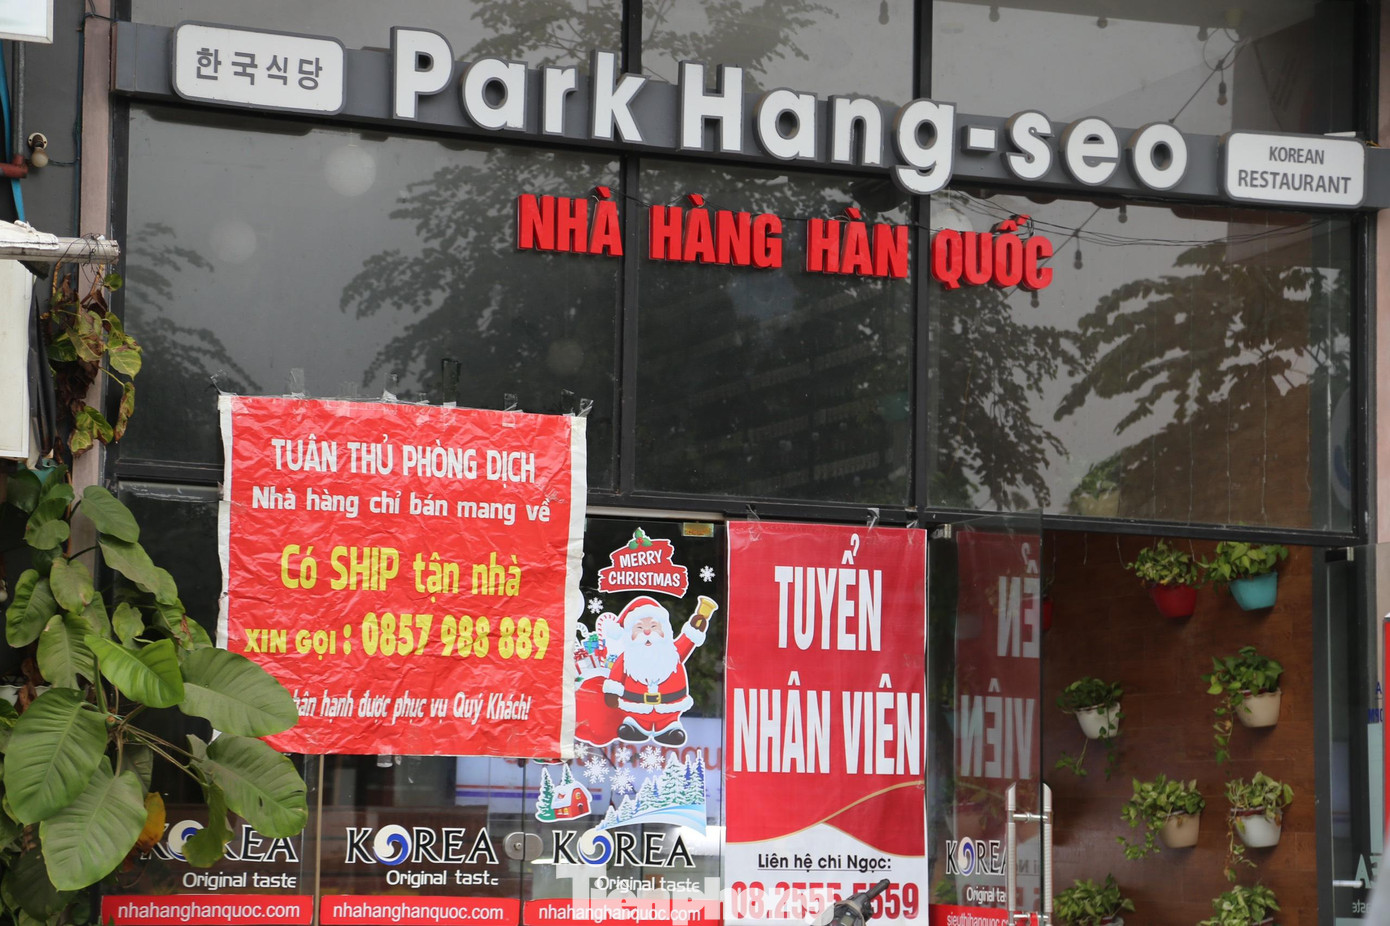 한국식당
Park Hang-seo
KOREAN
RESTAURANT
NHÀ HÀNG HÀN QUỐC
TUÂN THỦ PHÒNG DỊCH
Nhà hàng chỉ bán mang về
Có SHIP tận nhà
XIN GỌI : 0857 988 889
hân hạnh được phục vụ Quý Khách!
MERRY
CHRISTMAS
TUYỂN
NHÂN VIÊN
Liên hệ chị Ngọc:
KOREA
Original taste
nhahanghanquoc.com
KOREA
Original taste
nhahanghanquoc.com
KOREA
Original taste
nhahanghanquoc.com